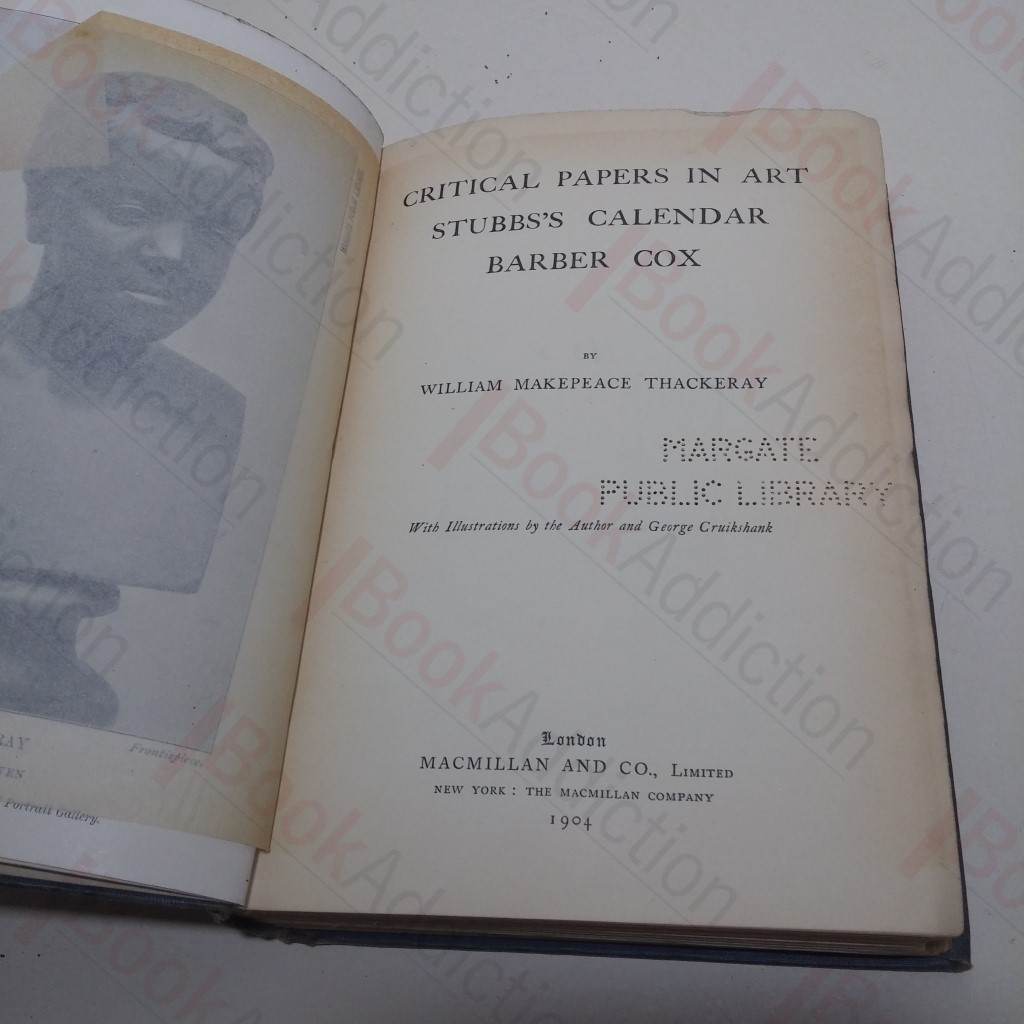 RAY
Frontispiece.
VEN
Portrait Gallery.
CRITICAL PAPERS IN ART
STUBBS'S CALENDAR
BARBER COX
BY
WILLIAM MAKEPEACE THACKERAY
MARGATE
PUBLIC LIBRARY
With Illustrations by the Author and George Cruikshank
London
MACMILLAN AND CO., LIMITED
NEW YORK : THE MACMILLAN COMPANY
1904
BookAddiction